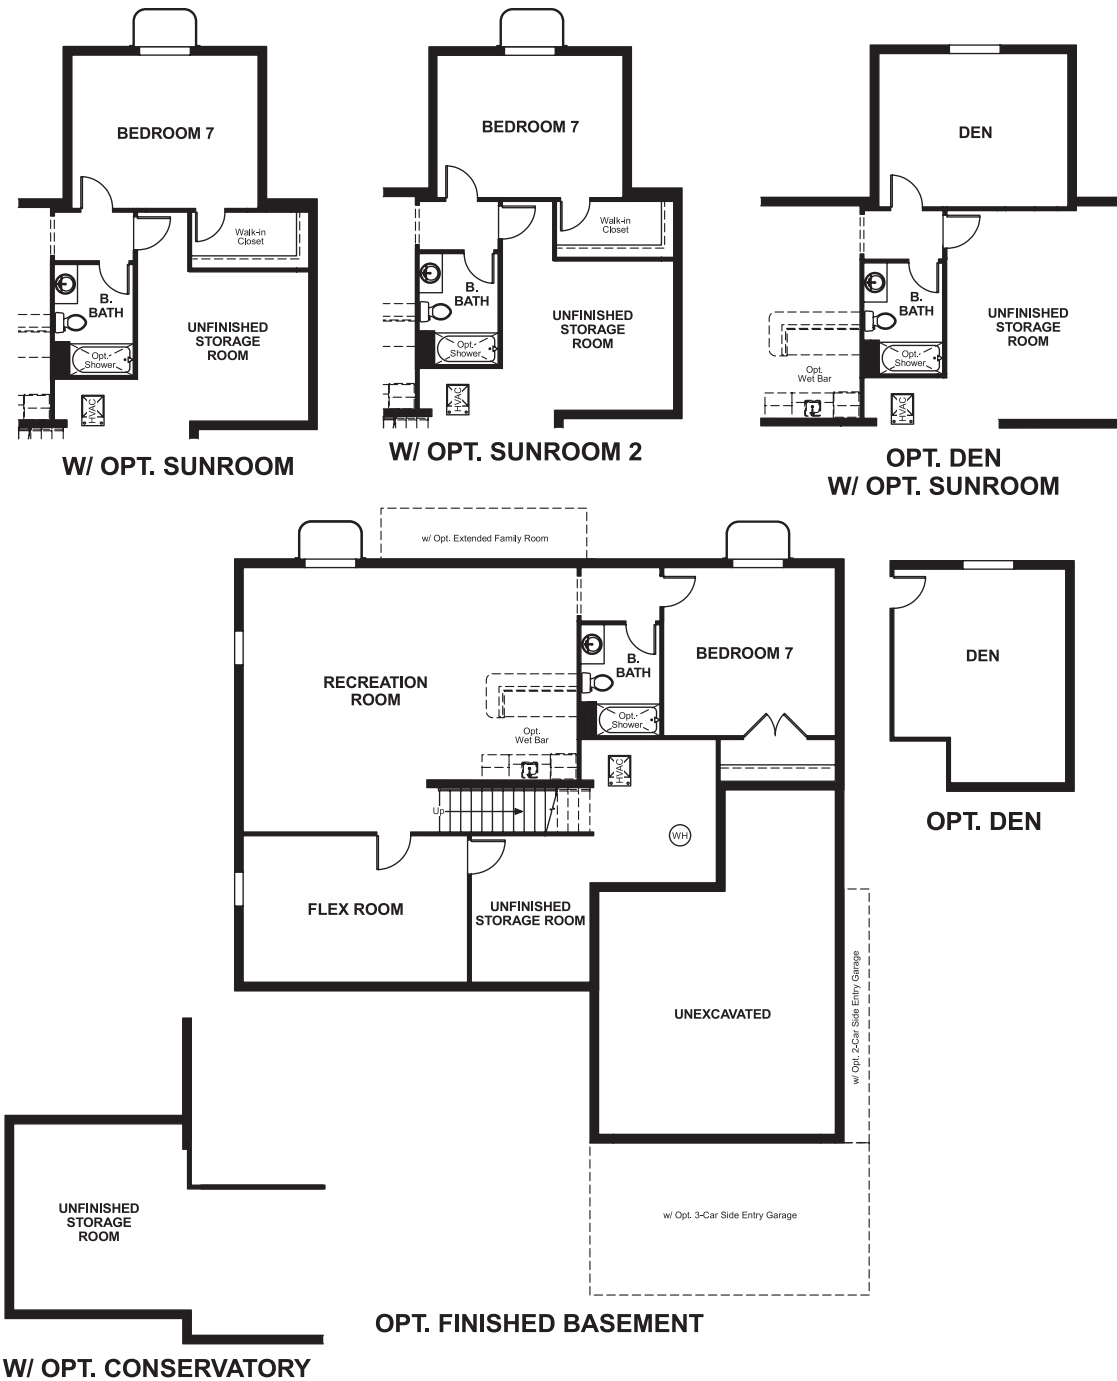 BEDROOM 7
Walk-in
Closet
B.
BATH
UNFINISHED
STORAGE
ROOM
Opt.
Shower
HVAC
W/ OPT. SUNROOM
BEDROOM 7
Walk-in
Closet
B.
BATH
UNFINISHED
STORAGE
ROOM
Opt.
Shower
HVAC
W/ OPT. SUNROOM 2
DEN
B.
BATH
UNFINISHED
STORAGE
ROOM
Opt.
Shower
Opt.
Wet Bar
HVAC
OPT. DEN
W/ OPT. SUNROOM
w/ Opt. Extended Family Room
RECREATION
ROOM
B.
BATH
BEDROOM 7
Opt.
Shower
Opt.
Wet Bar
HVAC
Up
WH
FLEX ROOM
UNFINISHED
STORAGE ROOM
UNEXCAVATED
w/ Opt. 2-Car Side Entry Garage
w/ Opt. 3-Car Side Entry Garage
OPT. FINISHED BASEMENT
DEN
OPT. DEN
UNFINISHED
STORAGE
ROOM
W/ OPT. CONSERVATORY